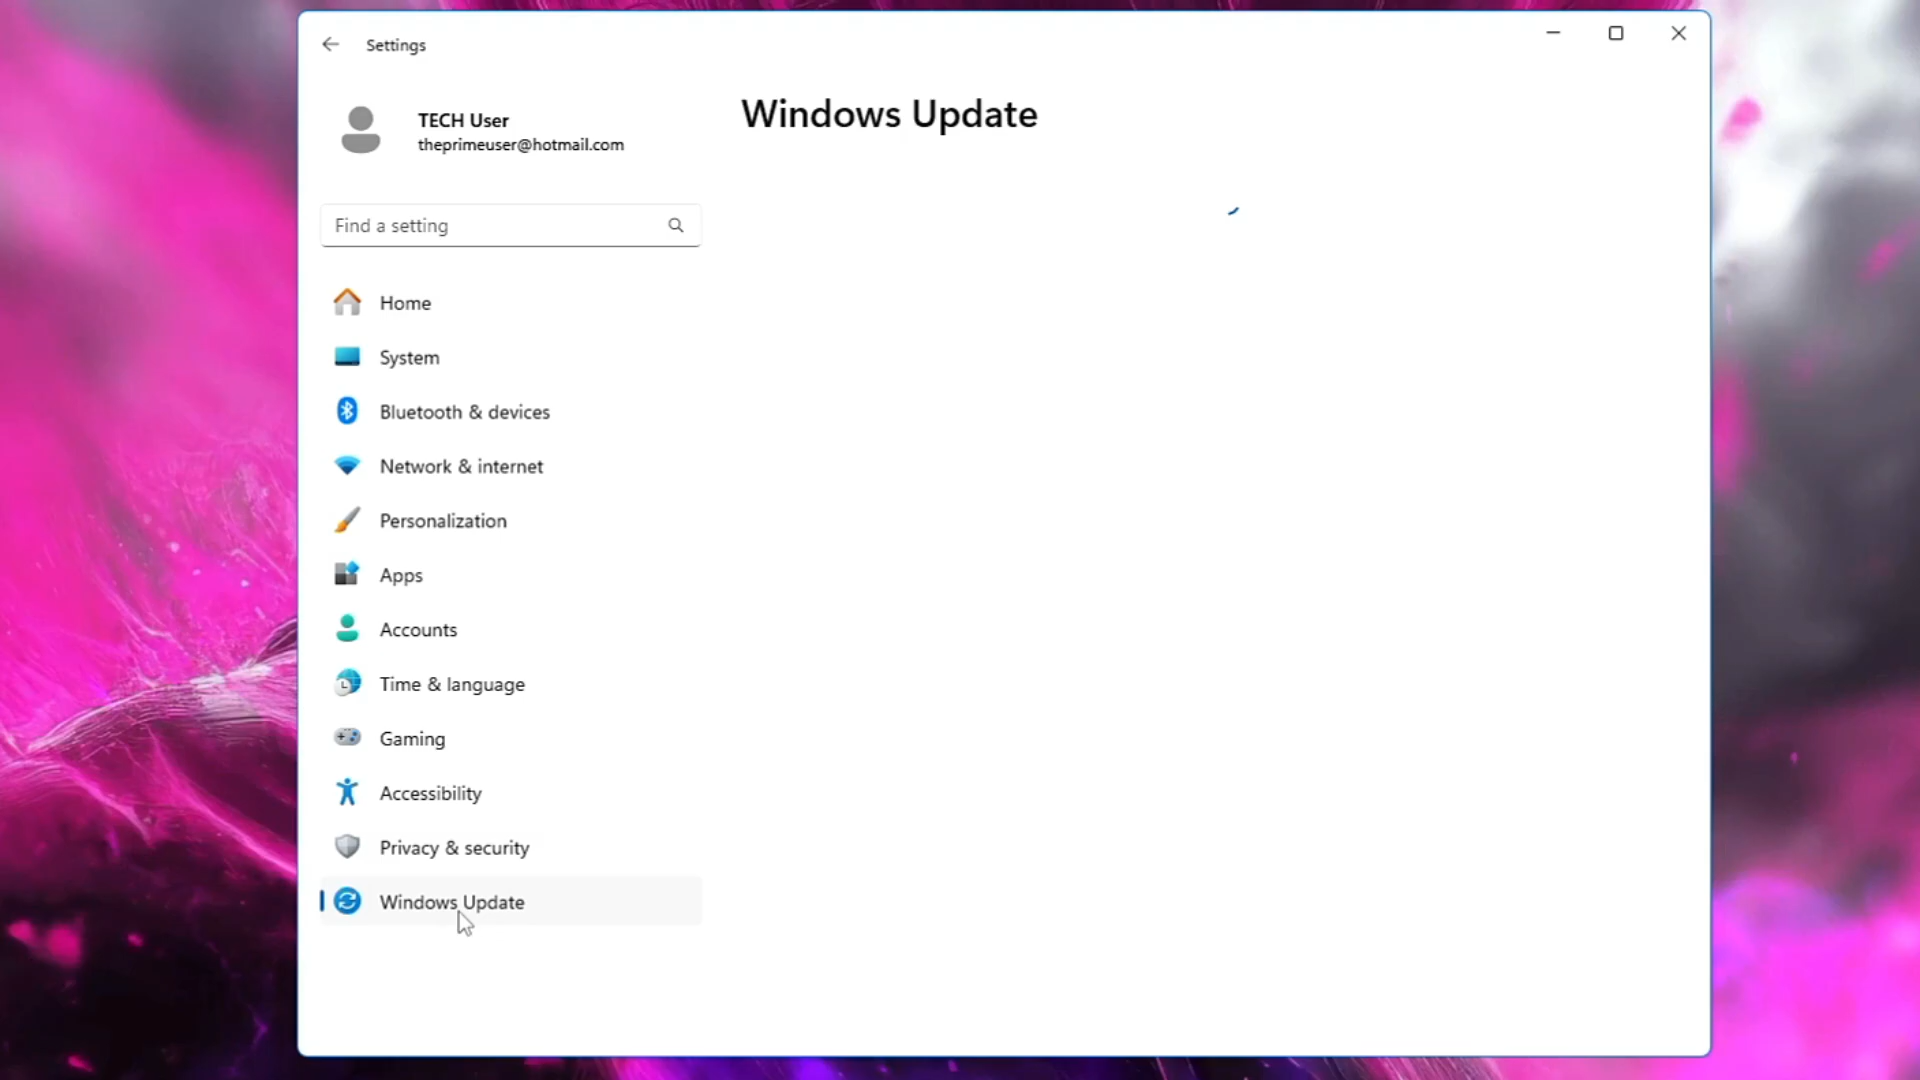 Settings
TECH User
theprimeuser@hotmail.com
Find a setting
Home
System
Bluetooth & devices
Network & internet
Personalization
Apps
Accounts
Time & language
Gaming
Accessibility
Privacy & security
Windows Update
Windows Update